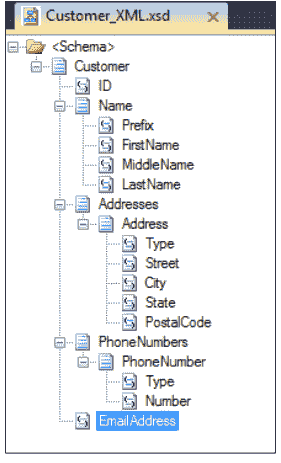 Customer_XML.xsd
<Schema>
Customer
ID
Name
Prefix
FirstName
MiddleName
LastName
Addresses
Address
Type
Street
City
State
PostalCode
PhoneNumbers
PhoneNumber
Type
Number
EmailAddress